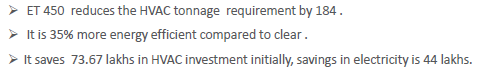 ➢ ET 450 reduces the HVAC tonnage requirement by 184 .
➢ It is 35% more energy efficient compared to clear .
➢ It saves 73.67 lakhs in HVAC investment initially, savings in electricity is 44 lakhs.